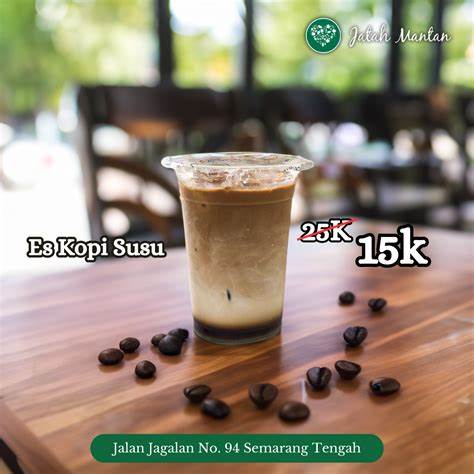 Jatah Mantan
Es Kopi Susu
25K
15k
Jalan Jagalan No. 94 Semarang Tengah